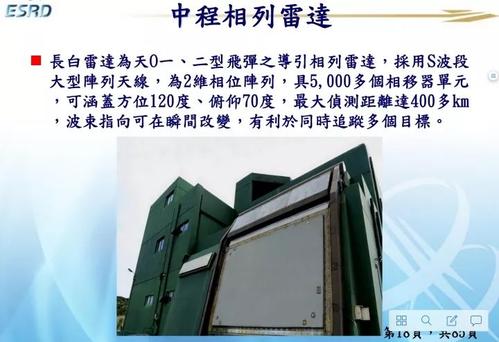 ESRD
中程相列雷達
長白雷達為天O一、二型飛彈之導引相列雷達，採用S波段
大型陣列天線，為2維相位陣列，具5,000多個相移器單元
，可涵蓋方位120度、俯仰70度，最大偵測距離達400多km
，波束指向可在瞬間改變，有利於同時追蹤多個目標。
第18頁，共85頁